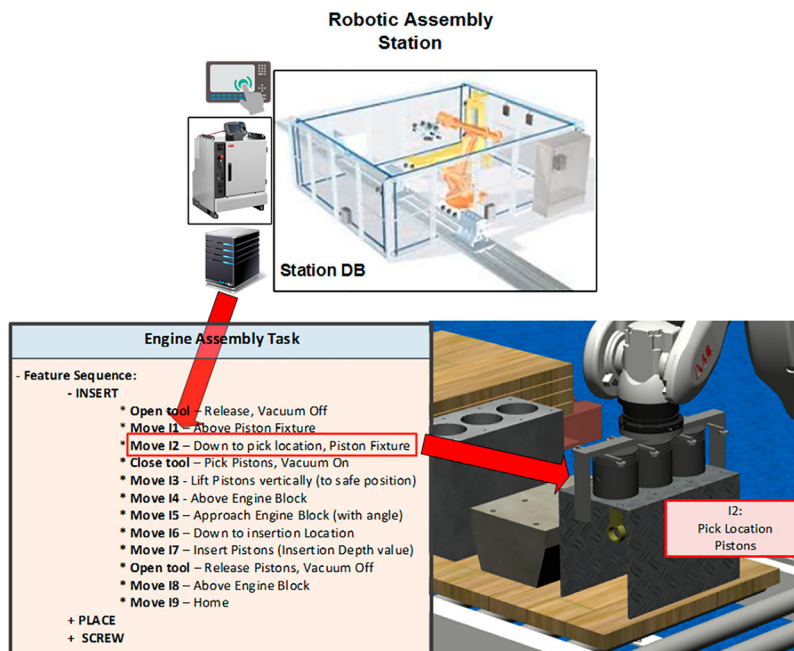 Robotic Assembly
Station
Station DB
Engine Assembly Task
- Feature Sequence:
- INSERT
* Open tool – Release, Vacuum Off
* Move I1 – Above Piston Fixture
* Move I2 – Down to pick location, Piston Fixture
* Close tool – Pick Pistons, Vacuum On
* Move I3 – Lift Pistons vertically (to safe position)
* Move I4 – Above Engine Block
* Move I5 – Approach Engine Block (with angle)
* Move I6 – Down to insertion Location
* Move I7 – Insert Pistons (Insertion Depth value)
* Open tool – Release Pistons, Vacuum Off
* Move I8 – Above Engine Block
* Move I9 – Home
+ PLACE
+ SCREW
ABB
I2:
Pick Location
Pistons